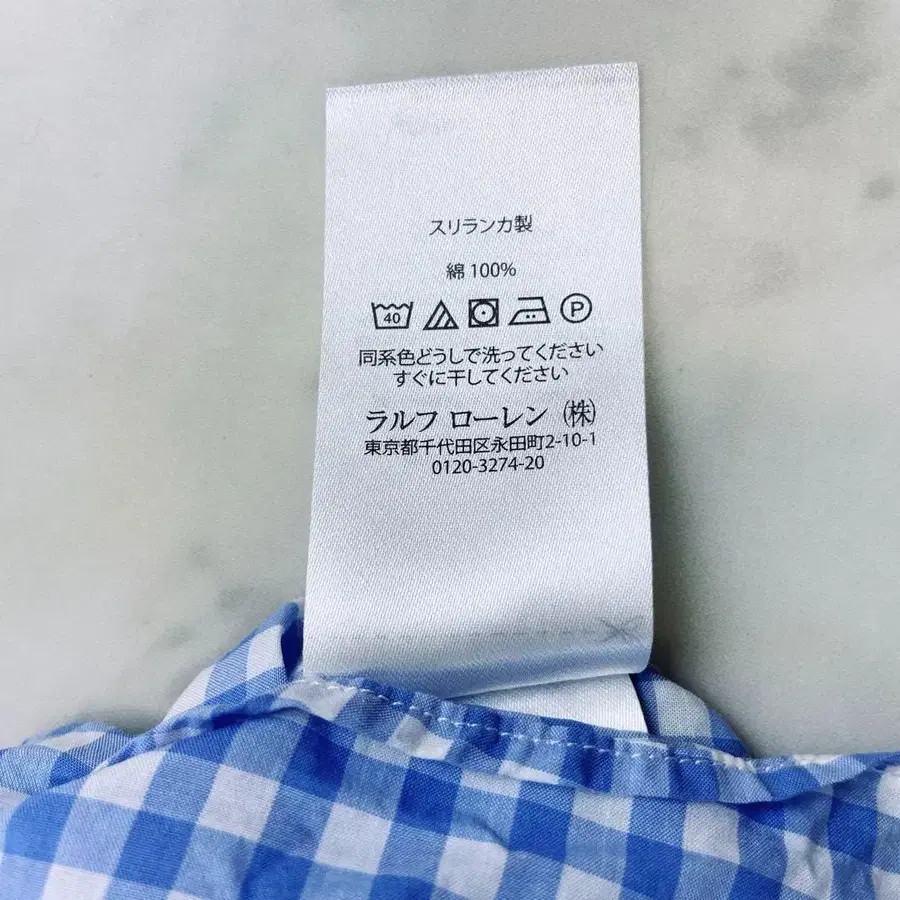 スリランカ製
綿 100%
40 P
同系色どうしで洗ってください
すぐに干してください
ラルフ ローレン (株)
東京都千代田区永田町2-10-1
0120-3274-20